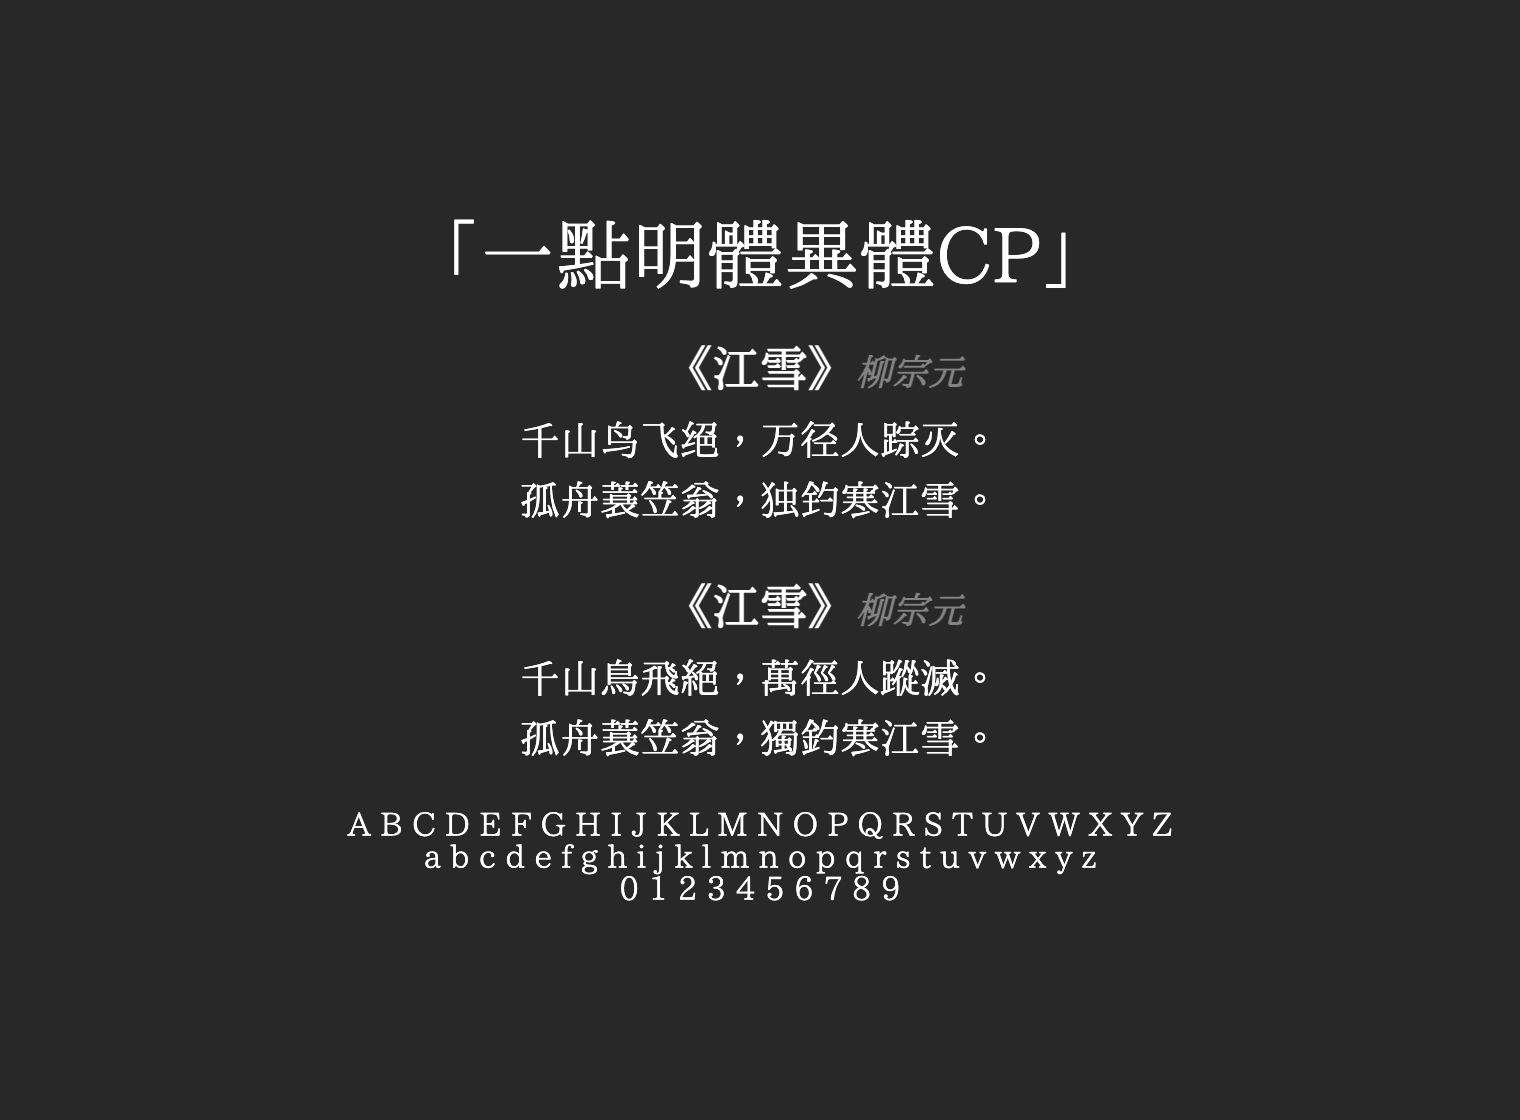 「一點明體異體CP」
《江雪》 柳宗元
千山鸟飞絕，万径人踪灭。
孤舟蓑笠翁，独釣寒江雪。
《江雪》 柳宗元
千山鳥飛絕，萬徑人蹤滅。
孤舟蓑笠翁，獨釣寒江雪。
A B C D E F G H I J K L M N O P Q R S T U V W X Y Z
a b c d e f g h i j k l m n o p q r s t u v w x y z
0 1 2 3 4 5 6 7 8 9